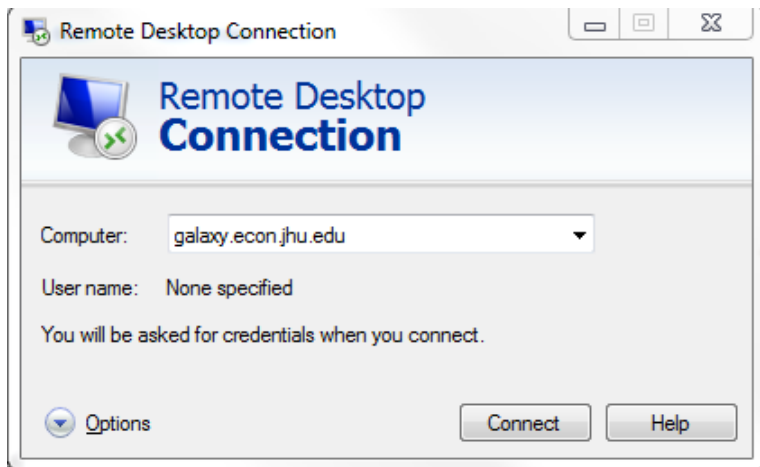 Remote Desktop Connection
Remote Desktop
Connection
Computer: galaxy.econ.jhu.edu
User name: None specified
You will be asked for credentials when you connect.
Options Connect Help